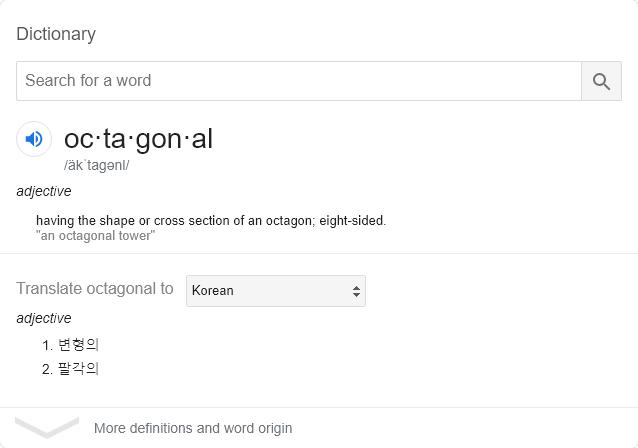 Dictionary
Search for a word
oc·ta·gon·al
/äkˈtaɡənl/
adjective
having the shape or cross section of an octagon; eight-sided.
"an octagonal tower"
Translate octagonal to Korean
adjective
1. 변형의
2. 팔각의
More definitions and word origin